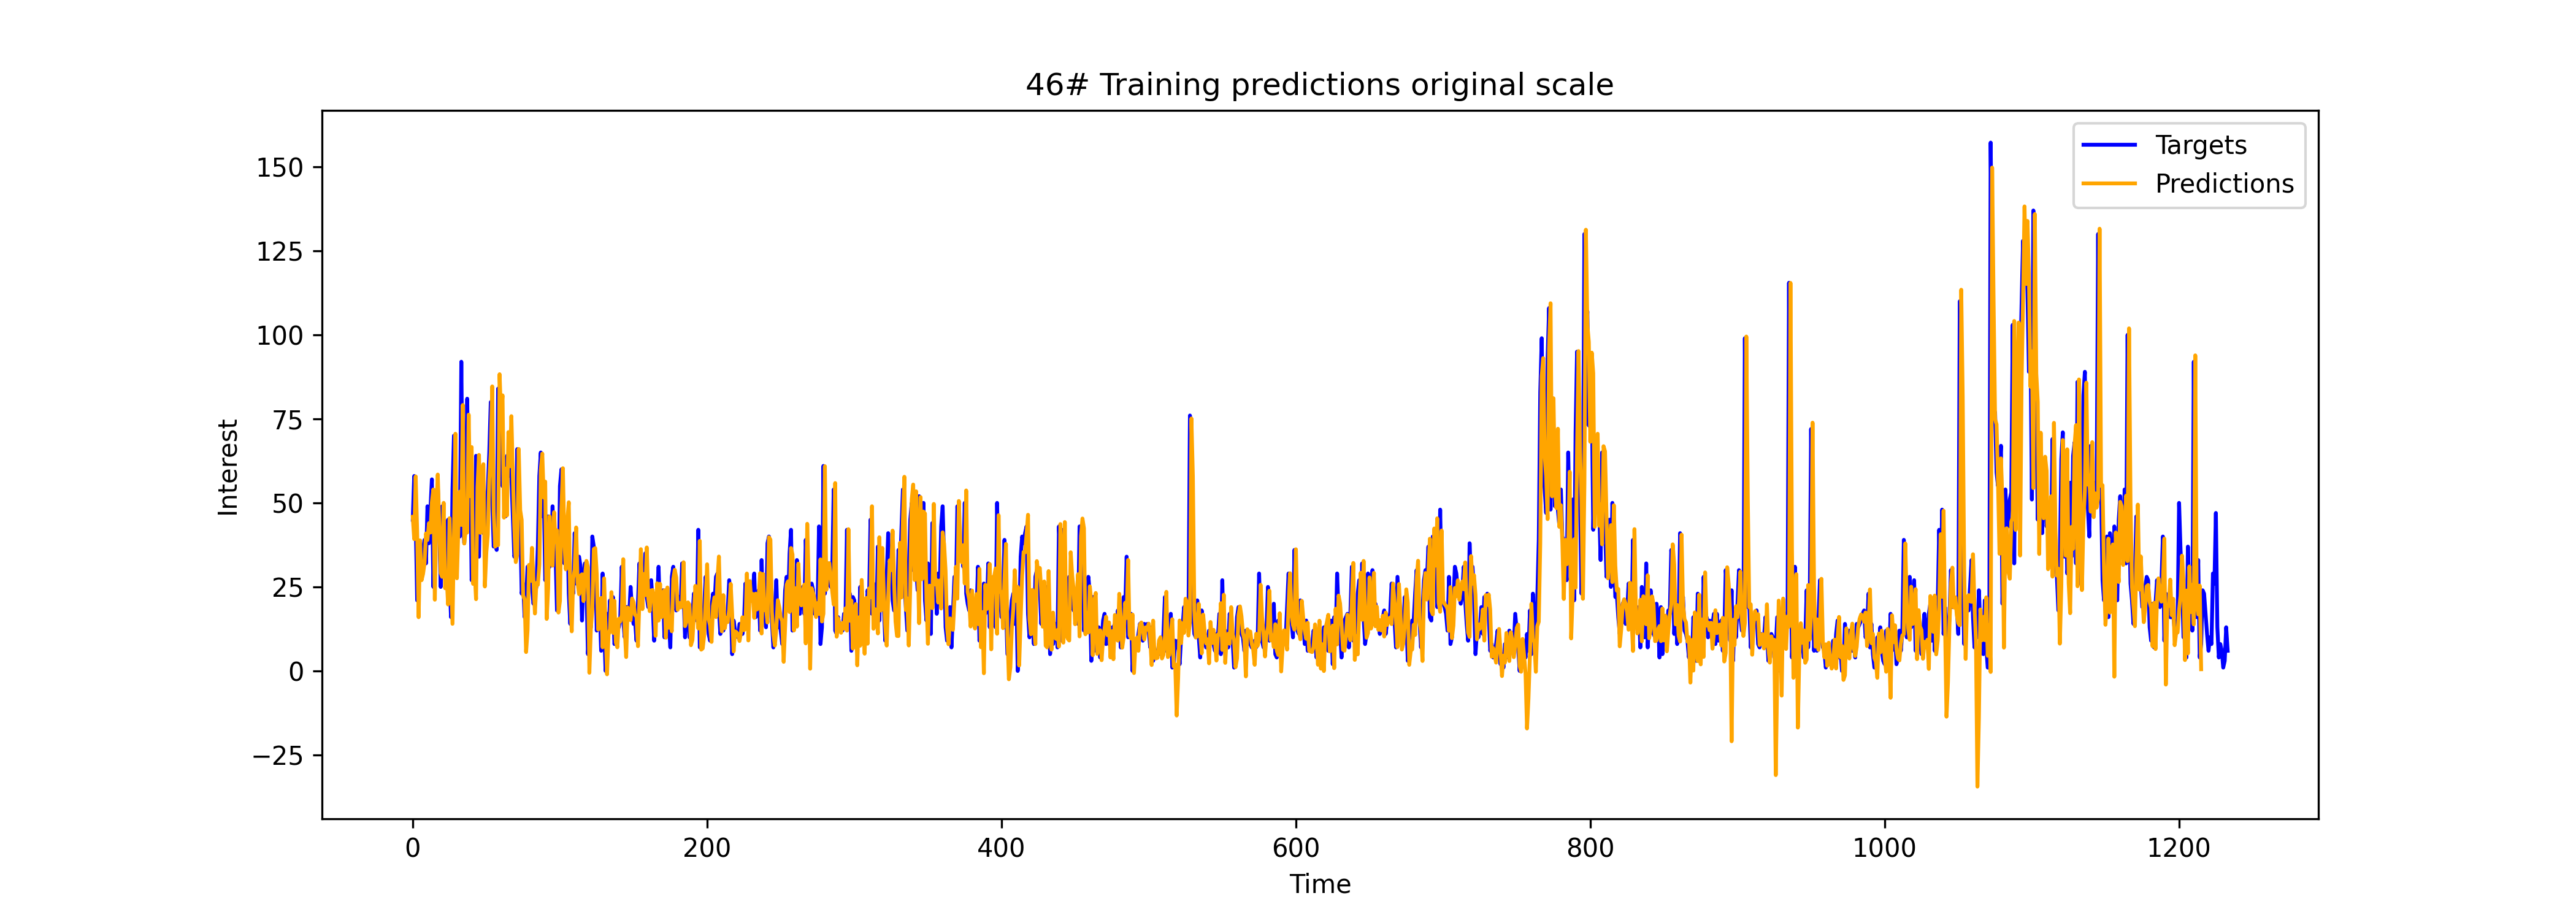 46# Training predictions original scale
Targets
Predictions
150
125
100
75
50
25
0
−25
Interest
0 200 400 600 800 1000 1200
Time